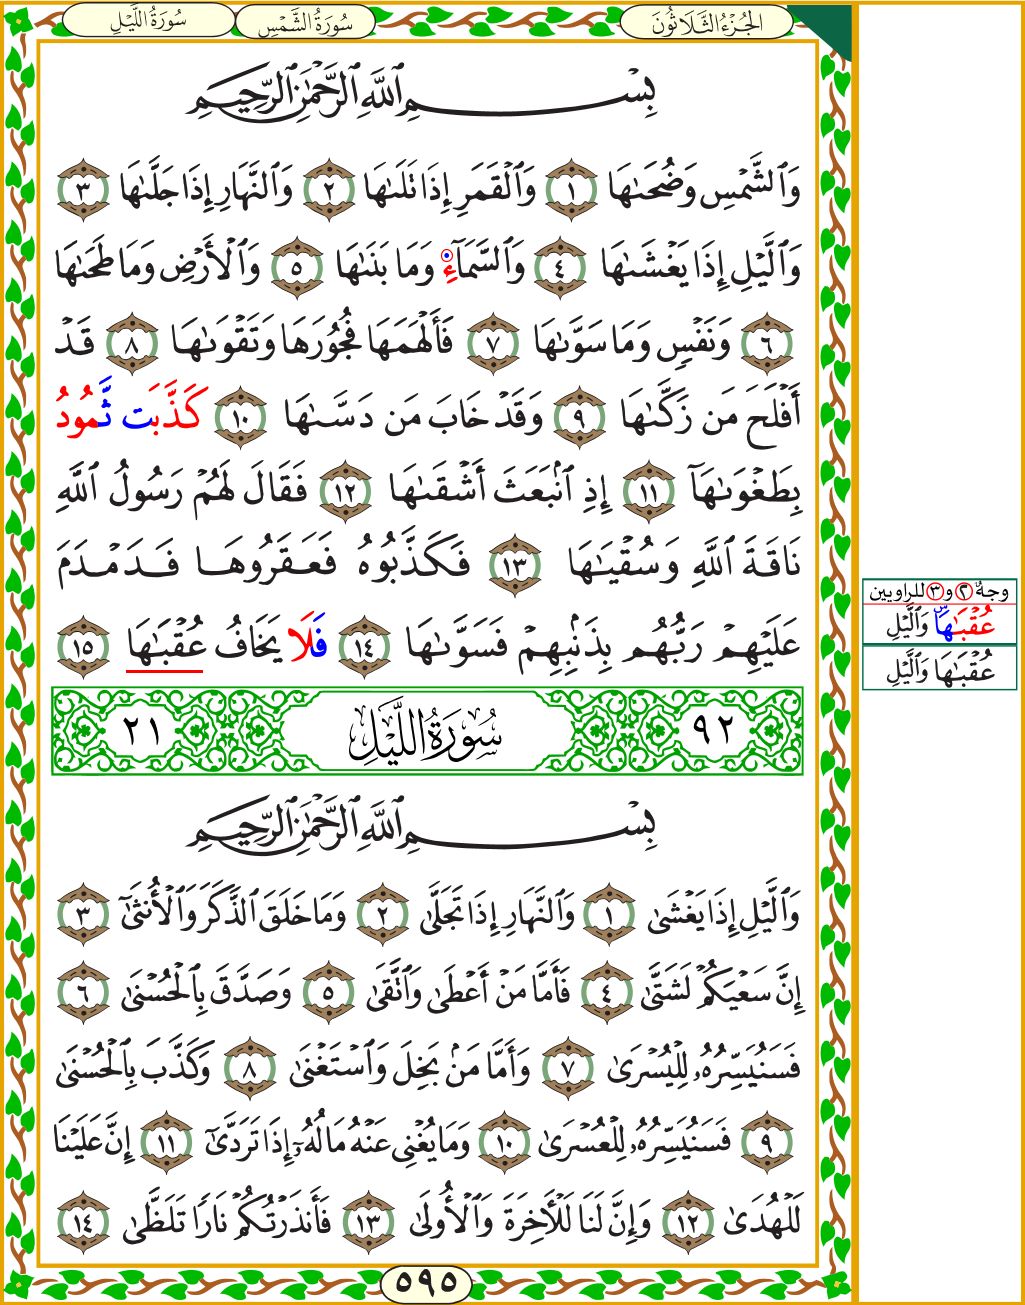 الجُزْءُ الثَّلَاثُونَ سُورَةُ الشَّمْسِ سُورَةُ اللَّيْلِ
بِسْمِ ٱللَّهِ ٱلرَّحْمَٰنِ ٱلرَّحِيمِ
وَٱلشَّمْسِ وَضُحَىٰهَا ١ وَٱلْقَمَرِ إِذَا تَلَىٰهَا ٢ وَٱلنَّهَارِ إِذَا جَلَّىٰهَا ٣
وَٱلَّيْلِ إِذَا يَغْشَىٰهَا ٤ وَٱلسَّمَآءِ وَمَا بَنَىٰهَا ٥ وَٱلْأَرْضِ وَمَا طَحَىٰهَا
٦ وَنَفْسٍ وَمَا سَوَّىٰهَا ٧ فَأَلْهَمَهَا فُجُورَهَا وَتَقْوَىٰهَا ٨ قَدْ
أَفْلَحَ مَن زَكَّىٰهَا ٩ وَقَدْ خَابَ مَن دَسَّىٰهَا ١٠ كَذَّبَت ثَّمُودُ
بِطَغْوَىٰهَآ ١١ إِذِ ٱنۢبَعَثَ أَشْقَىٰهَا ١٢ فَقَالَ لَهُمْ رَسُولُ ٱللَّهِ
نَاقَةَ ٱللَّهِ وَسُقْيَٰهَا ١٣ فَكَذَّبُوهُ فَعَقَرُوهَا فَدَمْدَمَ
عَلَيْهِمْ رَبُّهُم بِذَنۢبِهِمْ فَسَوَّىٰهَا ١٤ فَلَا يَخَافُ عُقْبَٰهَا ١٥
وجهٌ ٢ و ٣ للراويين
عُقْبَٰهَاس وَٱلَّيْلِ
عُقْبَٰهَا وَٱلَّيْلِ
٩٢ سُورَةُ اللَّيْلِ ٢١
بِسْمِ ٱللَّهِ ٱلرَّحْمَٰنِ ٱلرَّحِيمِ
وَٱلَّيْلِ إِذَا يَغْشَىٰ ١ وَٱلنَّهَارِ إِذَا تَجَلَّىٰ ٢ وَمَا خَلَقَ ٱلذَّكَرَ وَٱلْأُنثَىٰٓ ٣
إِنَّ سَعْيَكُمْ لَشَتَّىٰ ٤ فَأَمَّا مَنْ أَعْطَىٰ وَٱتَّقَىٰ ٥ وَصَدَّقَ بِٱلْحُسْنَىٰ ٦
فَسَنُيَسِّرُهُۥ لِلْيُسْرَىٰ ٧ وَأَمَّا مَنۢ بَخِلَ وَٱسْتَغْنَىٰ ٨ وَكَذَّبَ بِٱلْحُسْنَىٰ
٩ فَسَنُيَسِّرُهُۥ لِلْعُسْرَىٰ ١٠ وَمَا يُغْنِى عَنْهُ مَالُهُۥٓ إِذَا تَرَدَّىٰٓ ١١ إِنَّ عَلَيْنَا
لَلْهُدَىٰ ١٢ وَإِنَّ لَنَا لَلْأَخِرَةَ وَٱلْأُولَىٰ ١٣ فَأَنذَرْتُكُمْ نَارًا تَلَظَّىٰ ١٤
٥٩٥